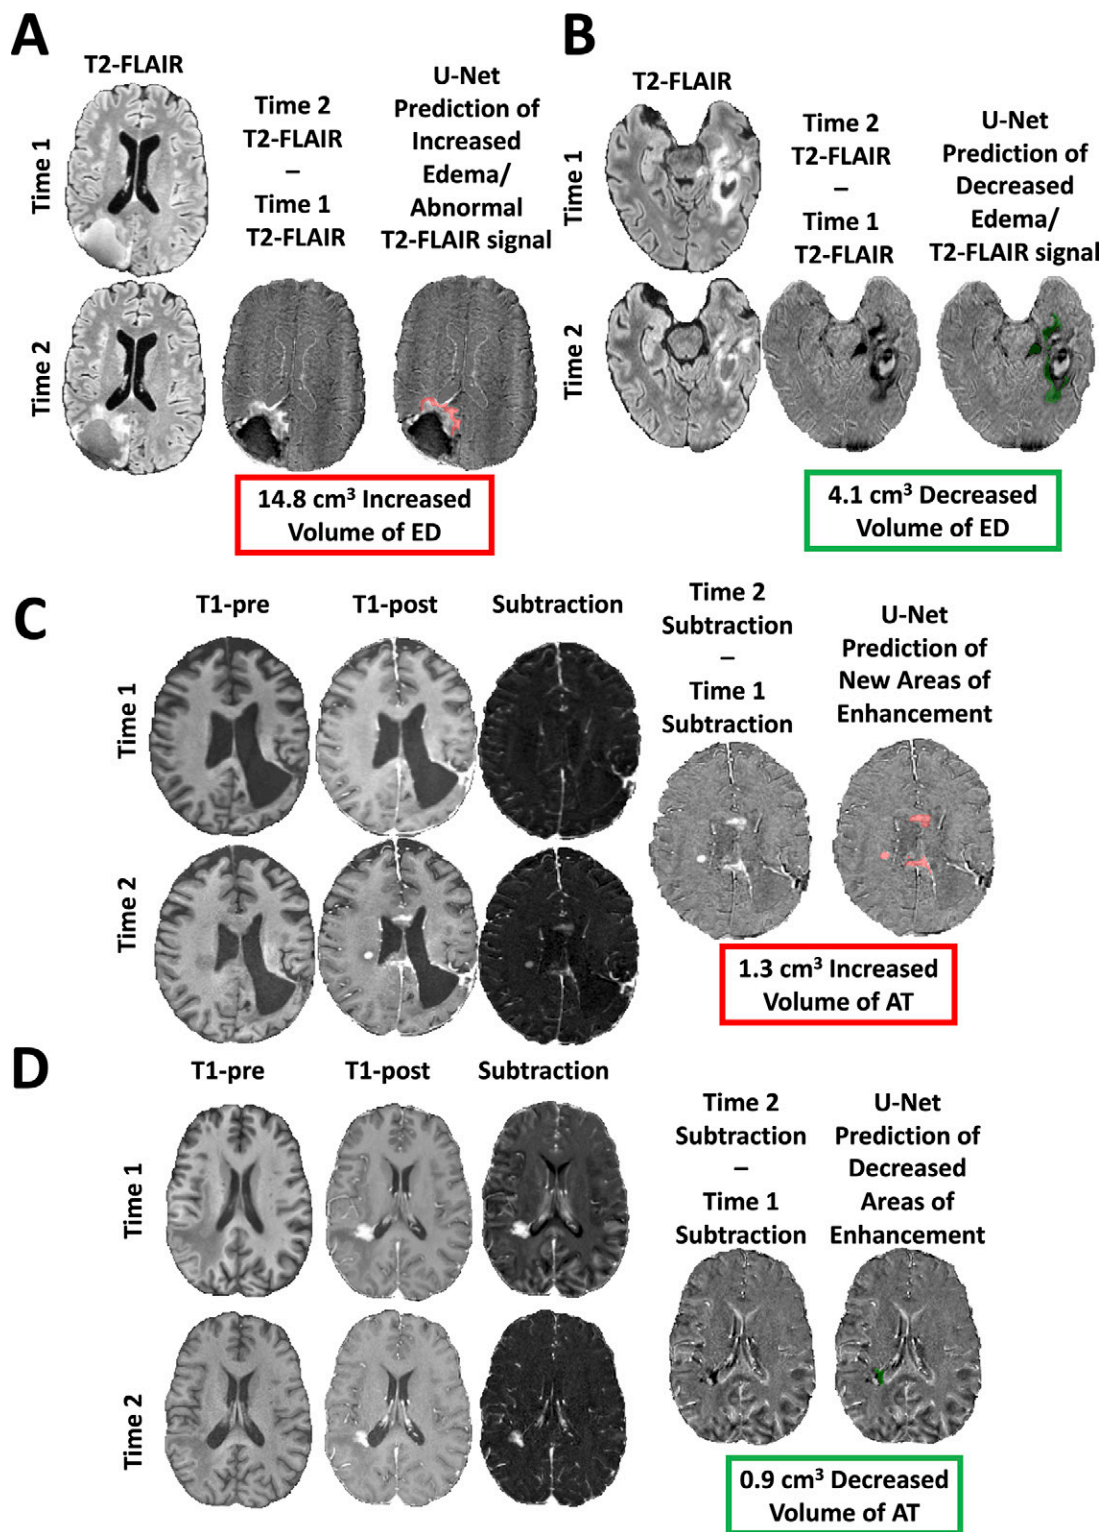 A
T2-FLAIR
Time 1
Time 2
Time 2
T2-FLAIR
–
Time 1
T2-FLAIR
U-Net
Prediction of
Increased
Edema/
Abnormal
T2-FLAIR signal
14.8 cm³ Increased
Volume of ED
B
T2-FLAIR
Time 1
Time 2
Time 2
T2-FLAIR
–
Time 1
T2-FLAIR
U-Net
Prediction of
Decreased
Edema/
T2-FLAIR signal
4.1 cm³ Decreased
Volume of ED
C
T1-pre
T1-post
Subtraction
Time 1
Time 2
Time 2
Subtraction
–
Time 1
Subtraction
U-Net
Prediction of
New Areas of
Enhancement
1.3 cm³ Increased
Volume of AT
D
T1-pre
T1-post
Subtraction
Time 1
Time 2
Time 2
Subtraction
–
Time 1
Subtraction
U-Net
Prediction of
Decreased
Areas of
Enhancement
0.9 cm³ Decreased
Volume of AT